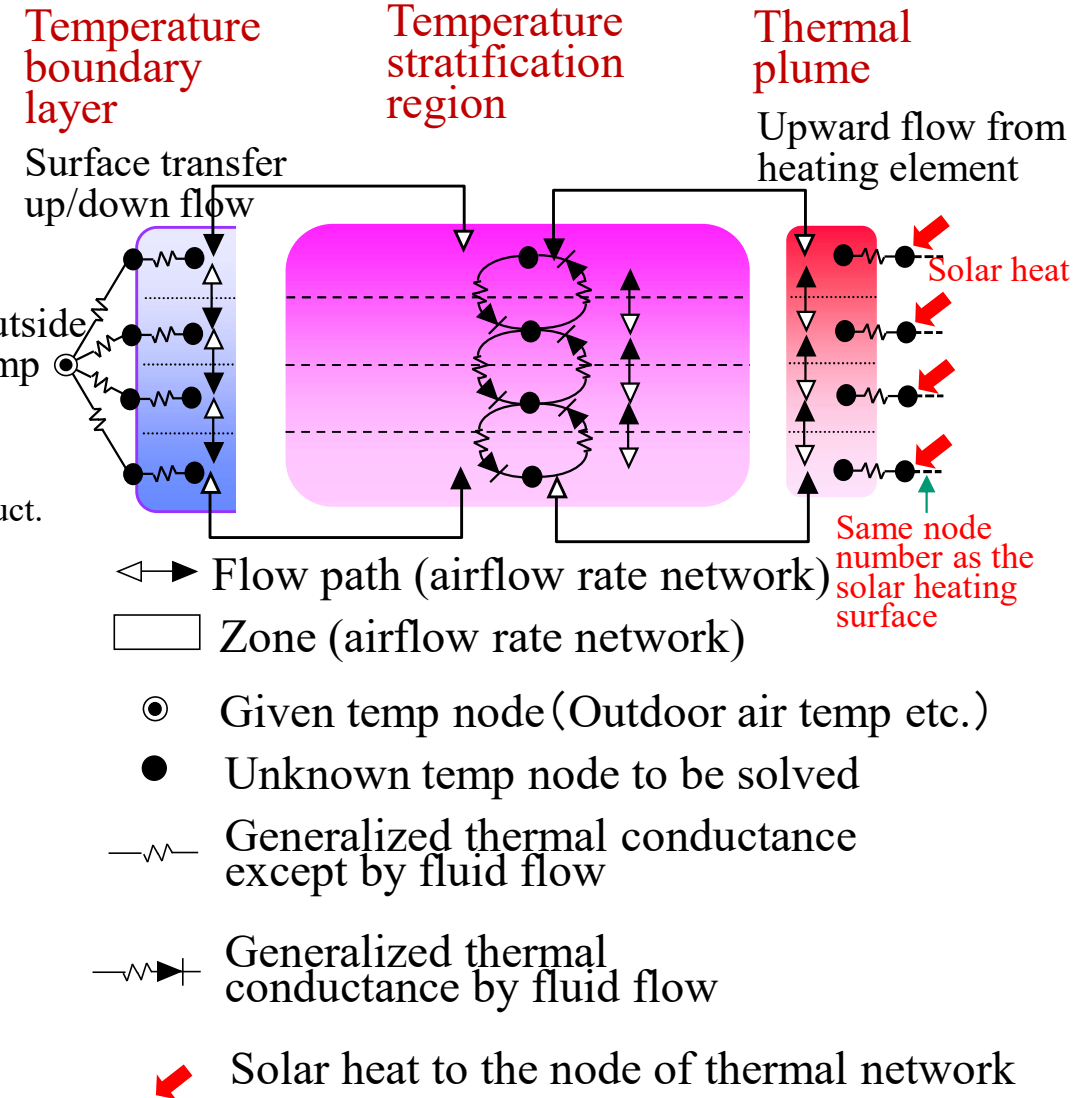 Temperature
boundary
layer
Temperature
stratification
region
Thermal
plume
Surface transfer
up/down flow
Upward flow from
heating element
Solar heat
Same node
number as the
solar heating
surface
Flow path (airflow rate network)
Zone (airflow rate network)
Given temp node（Outdoor air temp etc.）
Unknown temp node to be solved
Generalized thermal conductance
except by fluid flow
Generalized thermal
conductance by fluid flow
Solar heat to the node of thermal network